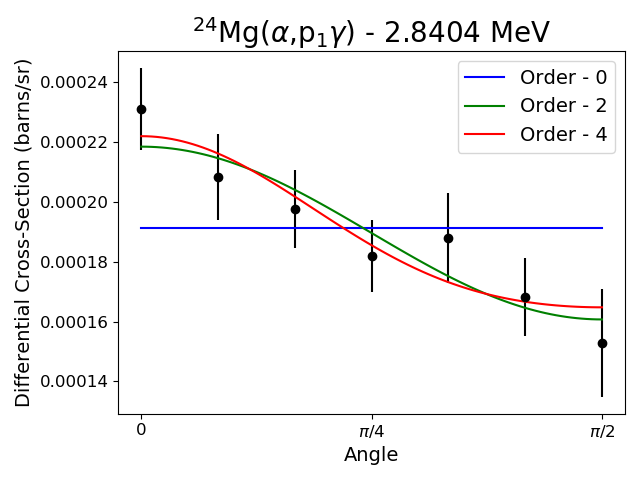 ²⁴Mg(α,p₁γ) - 2.8404 MeV
Order - 0
Order - 2
Order - 4
Differential Cross-Section (barns/sr)
0.00024
0.00022
0.00020
0.00018
0.00016
0.00014
0
π/4
π/2
Angle